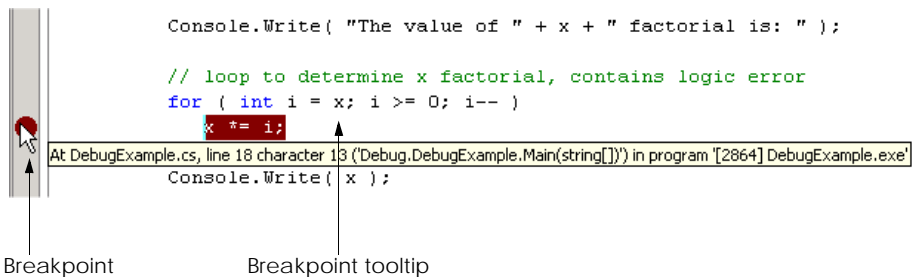 Console.Write( "The value of " + x + " factorial is: " );
// loop to determine x factorial, contains logic error
for ( int i = x; i >= 0; i-- )
x *= i;
At DebugExample.cs, line 18 character 13 ('Debug.DebugExample.Main(string[])') in program '[2864] DebugExample.exe'
Console.Write( x );
Breakpoint
Breakpoint tooltip